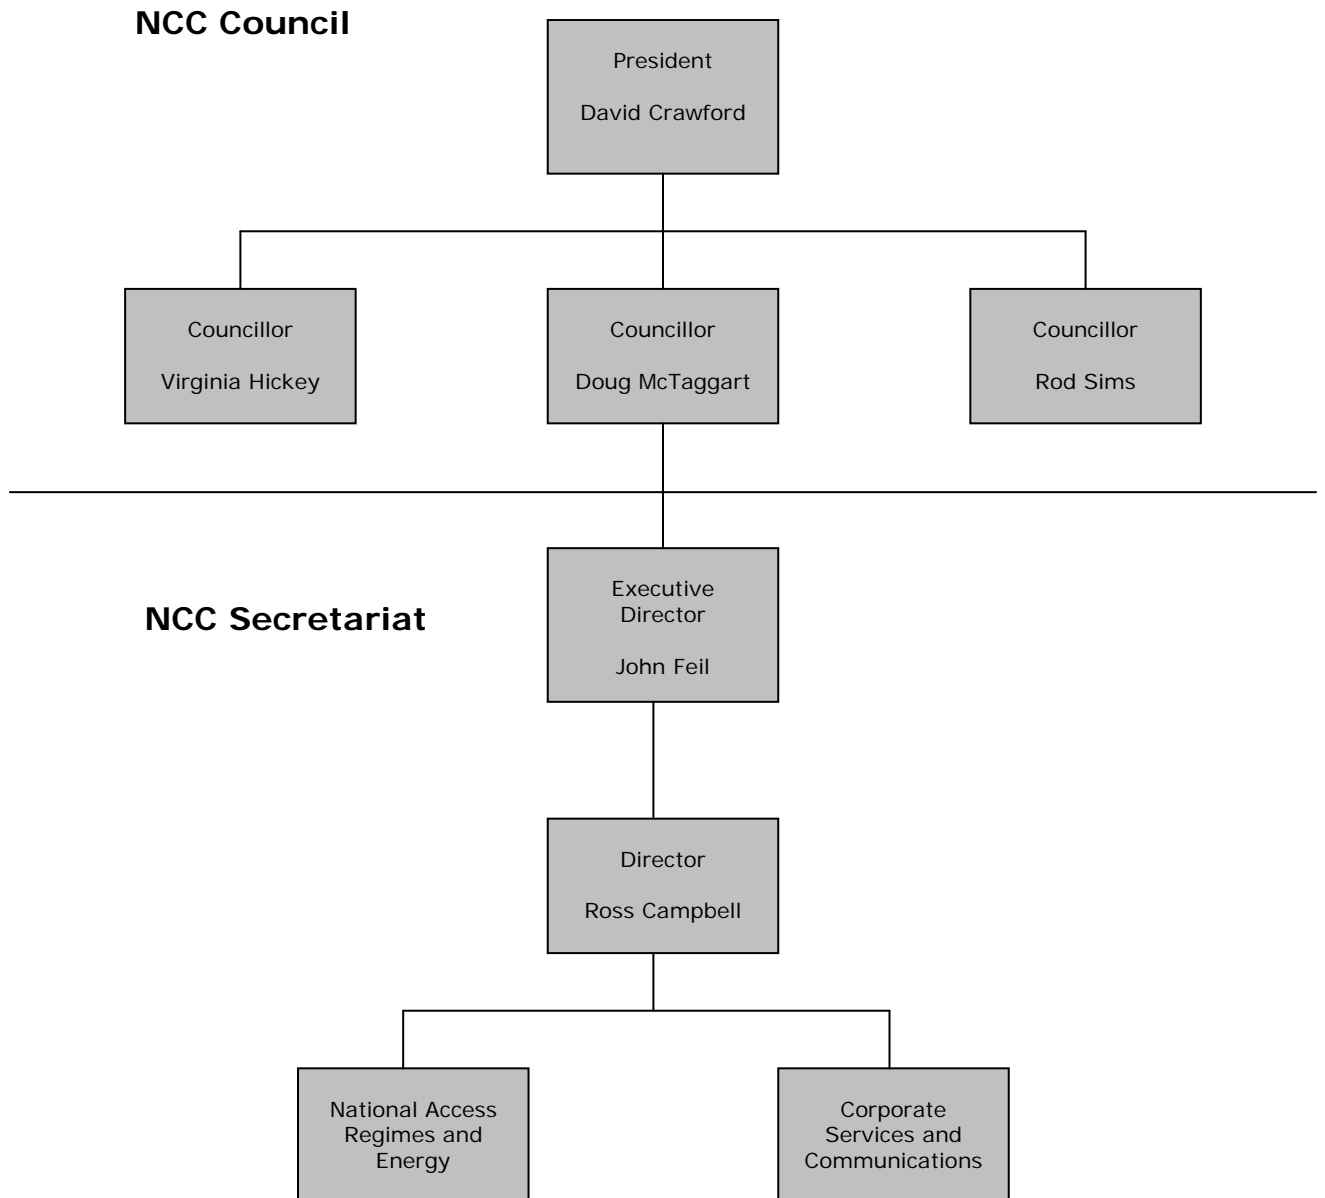 NCC Council
President
David Crawford
Councillor
Virginia Hickey
Councillor
Doug McTaggart
Councillor
Rod Sims
NCC Secretariat
Executive
Director
John Feil
Director
Ross Campbell
National Access
Regimes and
Energy
Corporate
Services and
Communications